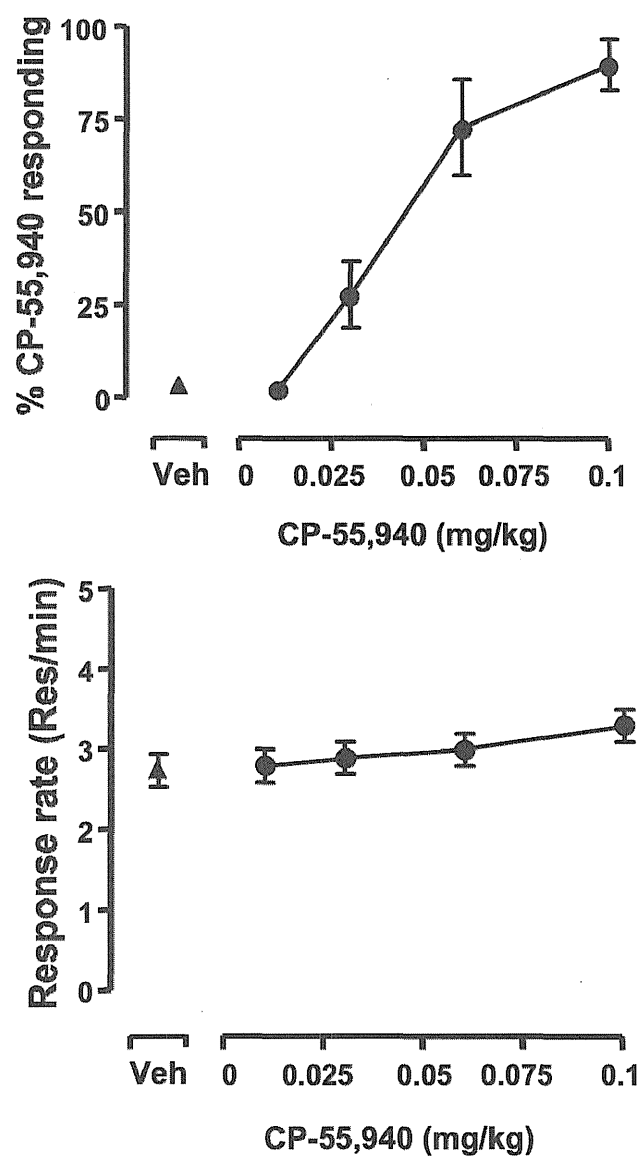 % CP-55,940 responding
100
75
50
25
0
Veh 0 0.025 0.05 0.075 0.1
CP-55,940 (mg/kg)
Response rate (Res/min)
5
4
3
2
1
0
Veh 0 0.025 0.05 0.075 0.1
CP-55,940 (mg/kg)